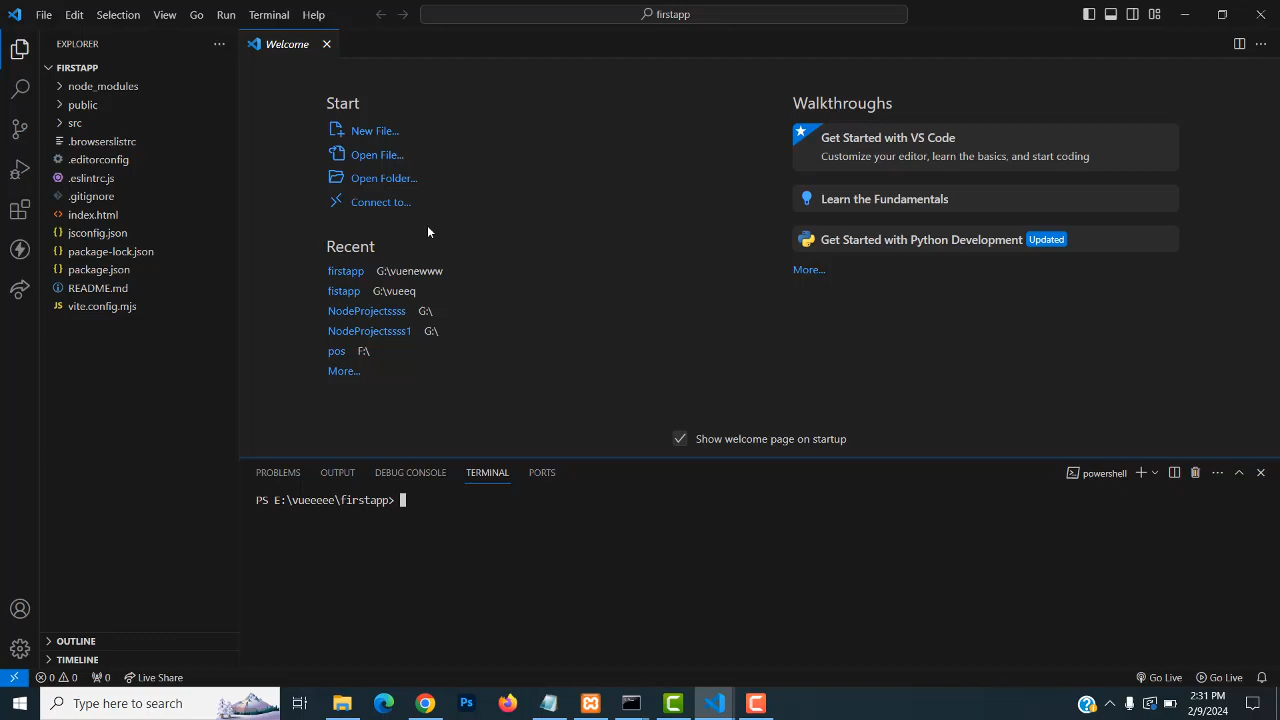 File Edit Selection View Go Run Terminal Help
firstapp
EXPLORER
FIRSTAPP
node_modules
public
src
.browserslistrc
.editorconfig
.eslintrc.js
.gitignore
index.html
jsconfig.json
package-lock.json
package.json
README.md
vite.config.mjs
OUTLINE
TIMELINE
Welcome
Start
New File...
Open File...
Open Folder...
Connect to...
Recent
firstapp G:\vuenewww
fistapp G:\vueeq
NodeProjectssss G:\
NodeProjectssss1 G:\
pos F:\
More...
Walkthroughs
Get Started with VS Code
Customize your editor, learn the basics, and start coding
Learn the Fundamentals
Get Started with Python Development Updated
More...
Show welcome page on startup
PROBLEMS OUTPUT DEBUG CONSOLE TERMINAL PORTS
powershell
PS E:\vueeeee\firstapp>
0 0 0 Live Share
Go Live Go Live
Type here to search
Ps
2:31 PM
2/9/2024